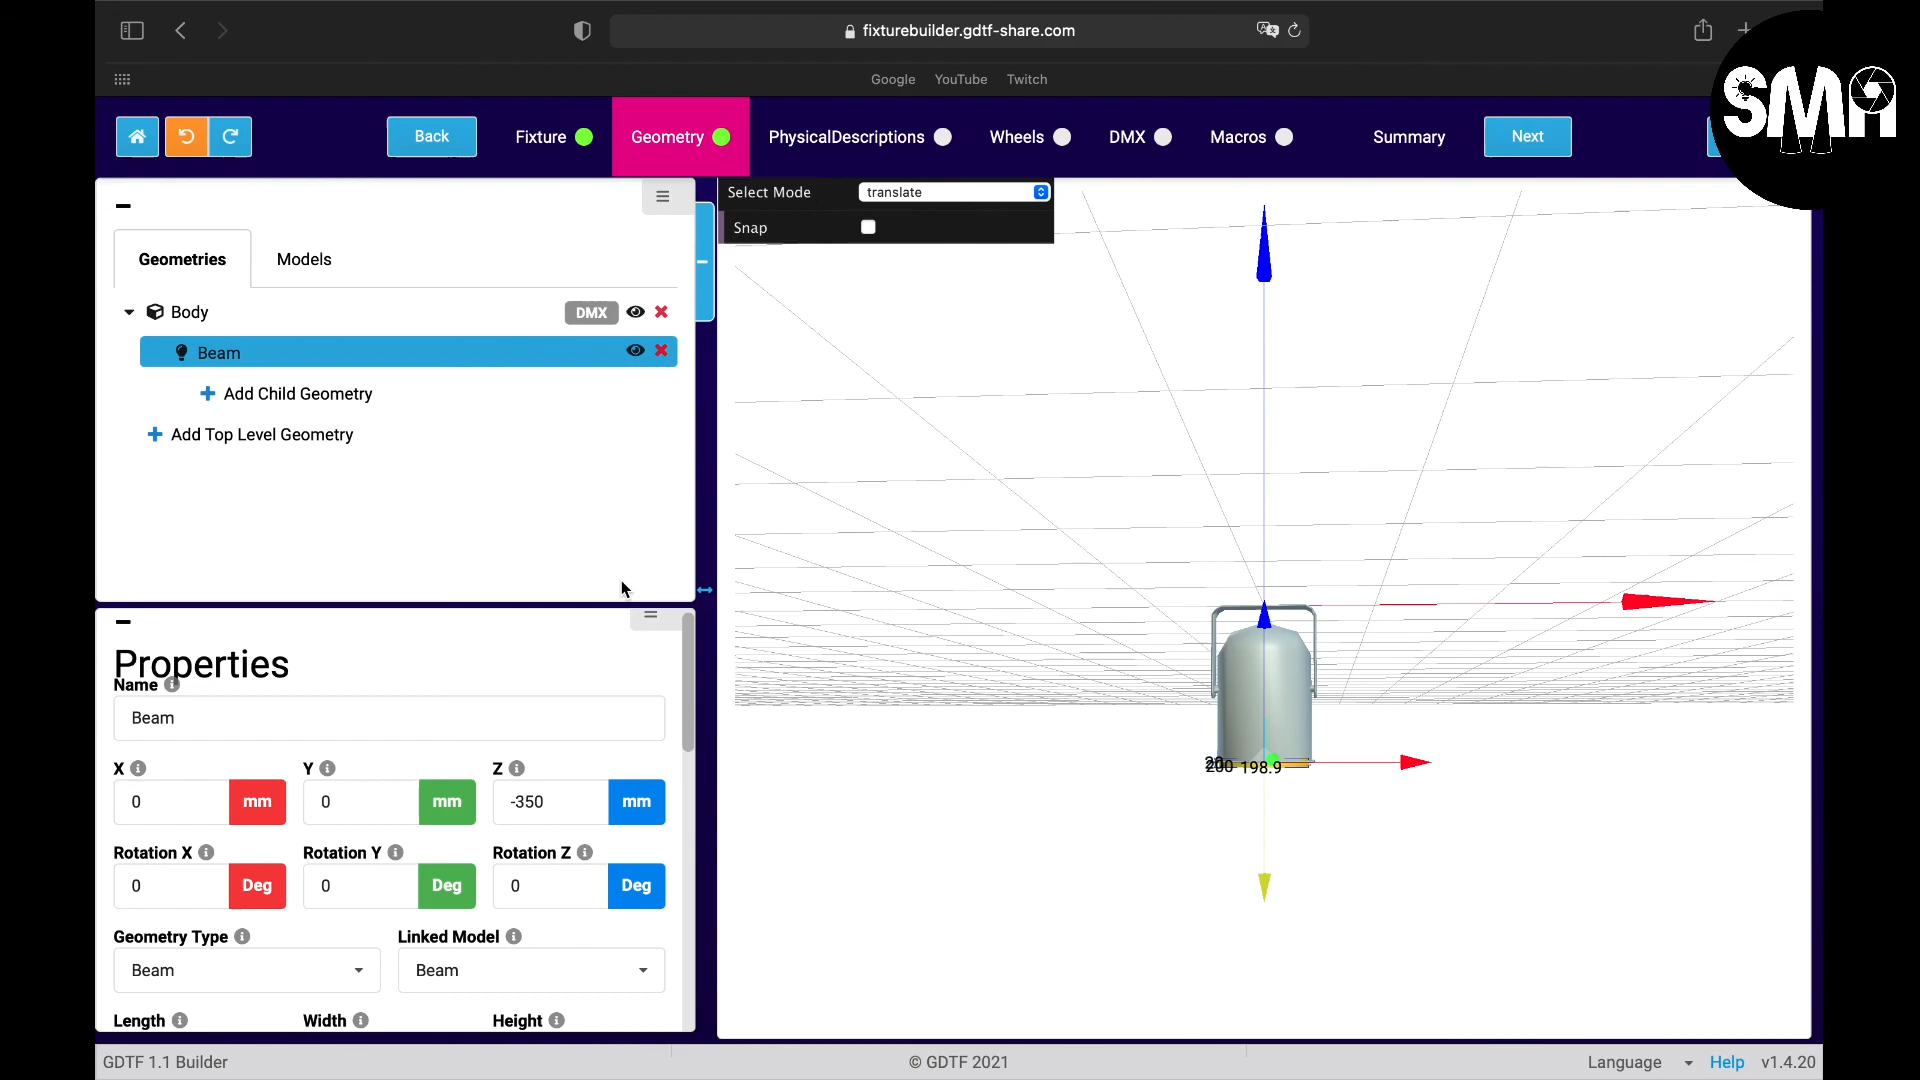 fixturebuilder.gdtf-share.com
Google YouTube Twitch
SMH
Back
Fixture
Geometry
PhysicalDescriptions
Wheels
DMX
Macros
Summary
Next
Select Mode
translate
Snap
Geometries
Models
Body
DMX
Beam
Add Child Geometry
Add Top Level Geometry
Properties
Name
Beam
X Y Z
0 mm 0 mm -350 mm
Rotation X Rotation Y Rotation Z
0 Deg 0 Deg 0 Deg
Geometry Type Linked Model
Beam Beam
Length Width Height
200 198.9
GDTF 1.1 Builder
© GDTF 2021
Language Help v1.4.20